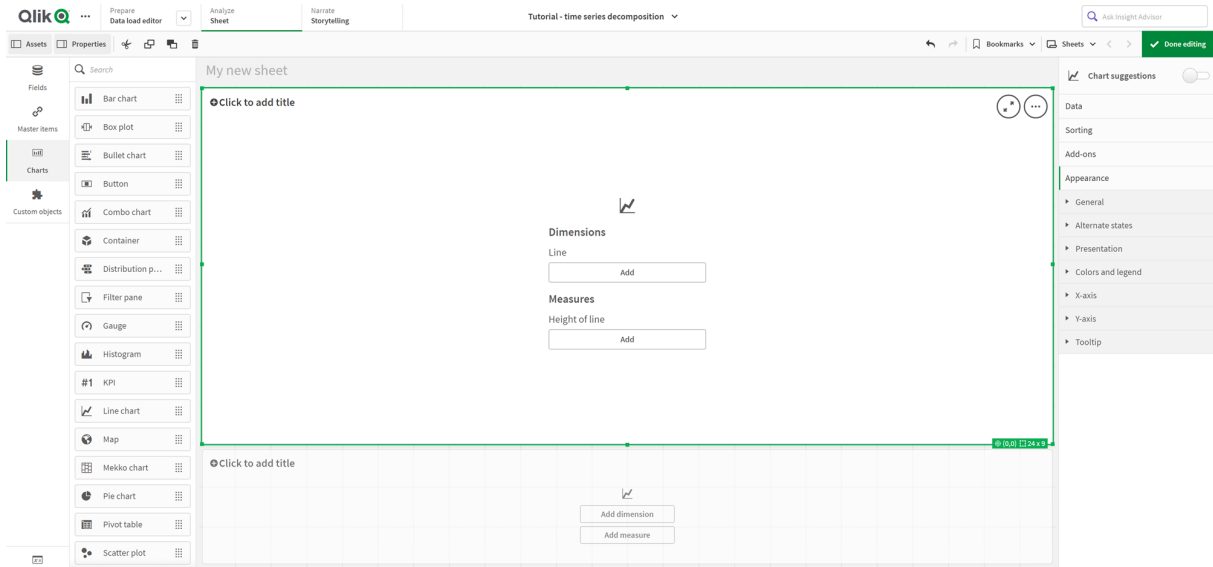 Qlik
Prepare
Data load editor
Analyze
Sheet
Narrate
Storytelling
Tutorial - time series decomposition
Ask Insight Advisor
Assets
Properties
Bookmarks
Sheets
Done editing
Fields
Master items
Charts
Custom objects
Search
Bar chart
Box plot
Bullet chart
Button
Combo chart
Container
Distribution p...
Filter pane
Gauge
Histogram
#1 KPI
Line chart
Map
Mekko chart
Pie chart
Pivot table
Scatter plot
My new sheet
Click to add title
Dimensions
Line
Add
Measures
Height of line
Add
(0,0) 24 x 9
Click to add title
Add dimension
Add measure
Chart suggestions
Data
Sorting
Add-ons
Appearance
General
Alternate states
Presentation
Colors and legend
X-axis
Y-axis
Tooltip